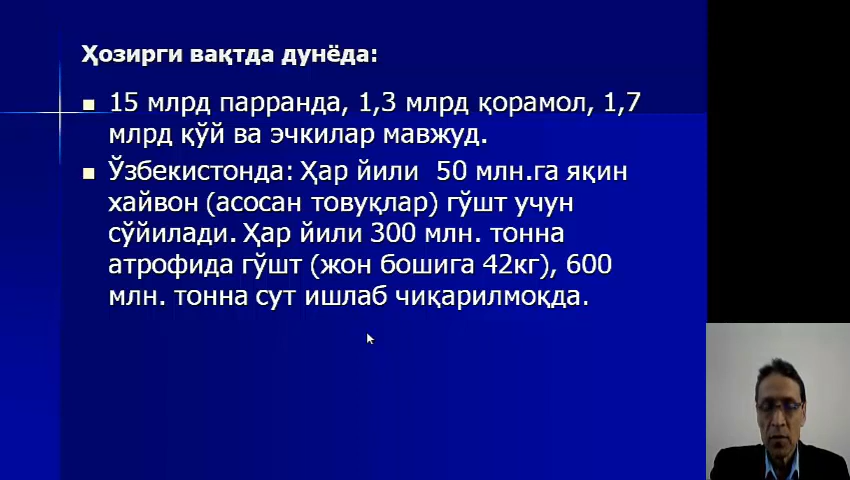 Ҳозирги вақтда дунёда:
15 млрд парранда, 1,3 млрд қорамол, 1,7
млрд қўй ва эчкилар мавжуд.
Ўзбекистонда: Ҳар йили 50 млн.га яқин
хайвон (асосан товуқлар) гўшт учун
сўйилади. Ҳар йили 300 млн. тонна
атрофида гўшт (жон бошига 42кг), 600
млн. тонна сут ишлаб чиқарилмоқда.